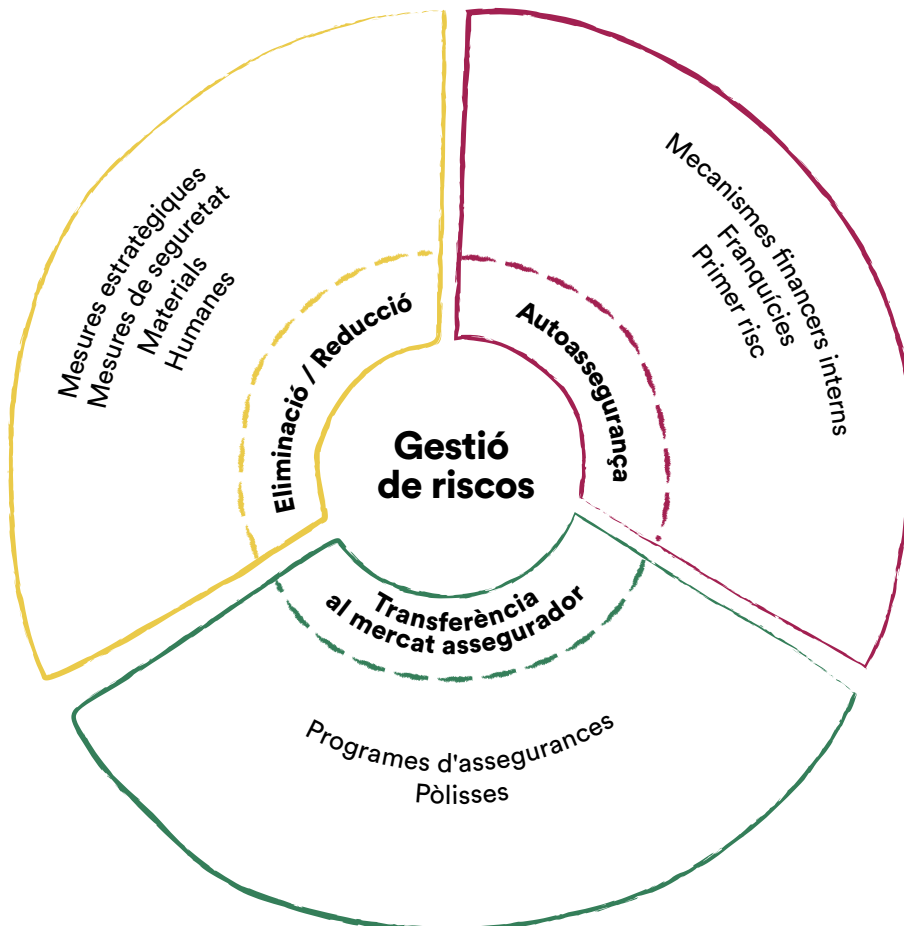 Gestió
de riscos
Eliminació / Reducció
Mesures estratègiques
Mesures de seguretat
Materials
Humanes
Autoassegurança
Mecanismes financers interns
Franquícies
Primer risc
Transferència
al mercat assegurador
Programes d'assegurances
Pòlisses